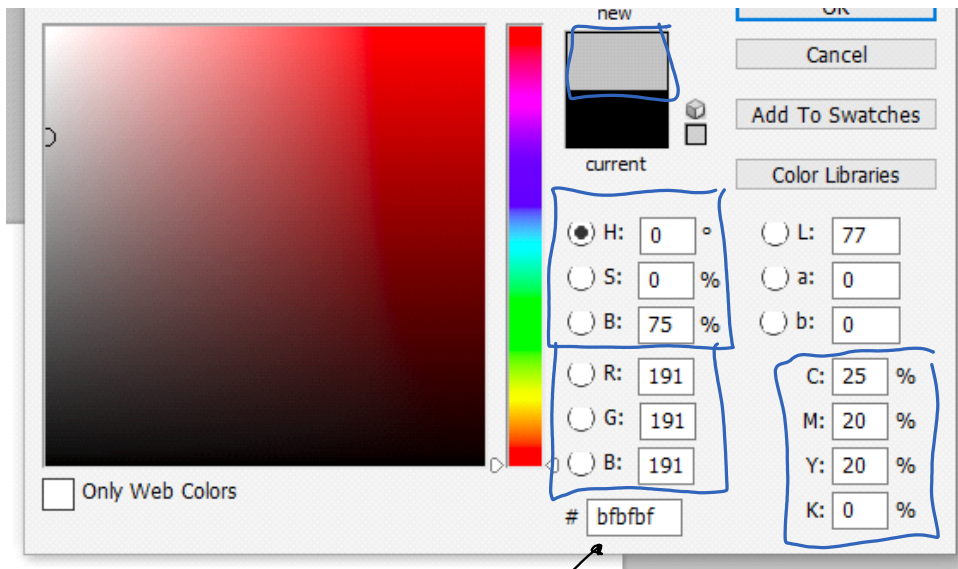 new
OK
Cancel
Add To Swatches
current
Color Libraries
H: 0 °
L: 77
S: 0 %
a: 0
B: 75 %
b: 0
R: 191
C: 25 %
G: 191
M: 20 %
B: 191
Y: 20 %
Only Web Colors
# bfbfbf
K: 0 %